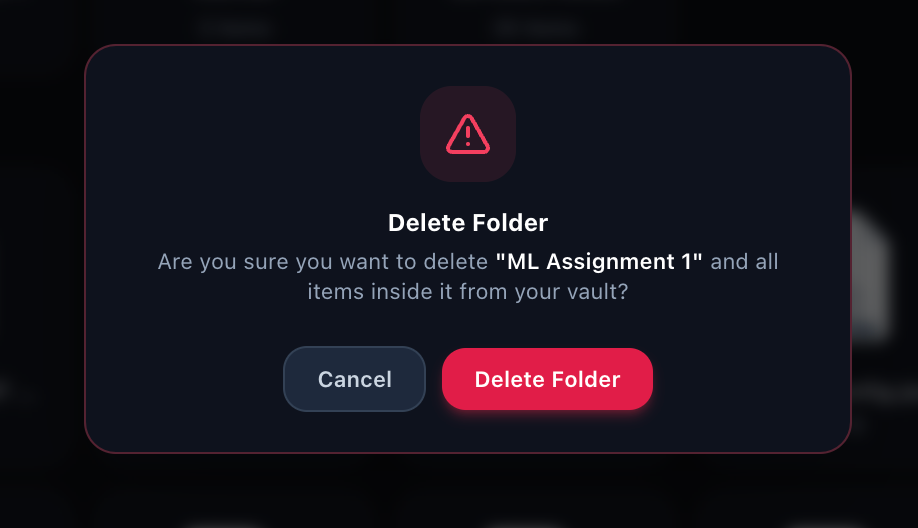 Delete Folder
Are you sure you want to delete "ML Assignment 1" and all
items inside it from your vault?
Cancel
Delete Folder